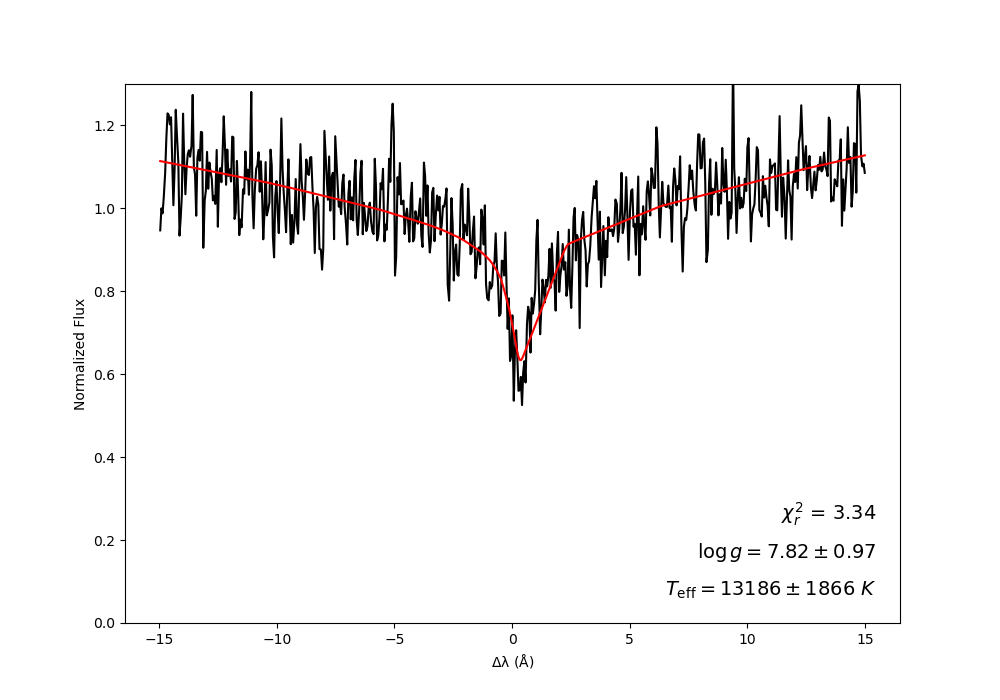 1.2
1.0
0.8
0.6
0.4
0.2
0.0
Normalized Flux
χ²ᵣ = 3.34
log g = 7.82 ± 0.97
T_eff = 13186 ± 1866 K
−15 −10 −5 0 5 10 15
Δλ (Å)